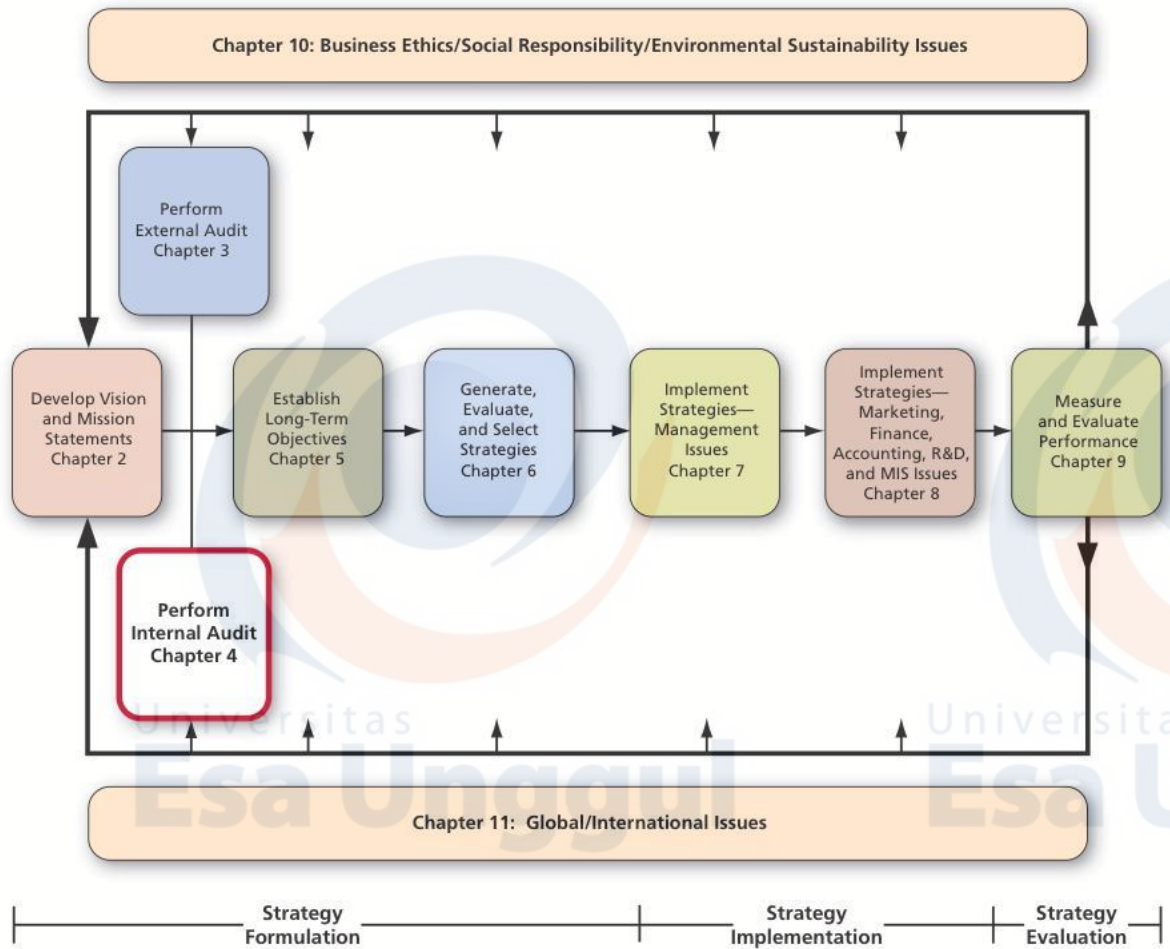 Chapter 10: Business Ethics/Social Responsibility/Environmental Sustainability Issues
Perform
External Audit
Chapter 3
Develop Vision
and Mission
Statements
Chapter 2
Establish
Long-Term
Objectives
Chapter 5
Generate,
Evaluate,
and Select
Strategies
Chapter 6
Implement
Strategies—
Management
Issues
Chapter 7
Implement
Strategies—
Marketing,
Finance,
Accounting, R&D,
and MIS Issues
Chapter 8
Measure
and Evaluate
Performance
Chapter 9
Perform
Internal Audit
Chapter 4
Universitas
Esa Unggul
Universita
Esa U
Chapter 11: Global/International Issues
Strategy
Formulation
Strategy
Implementation
Strategy
Evaluation